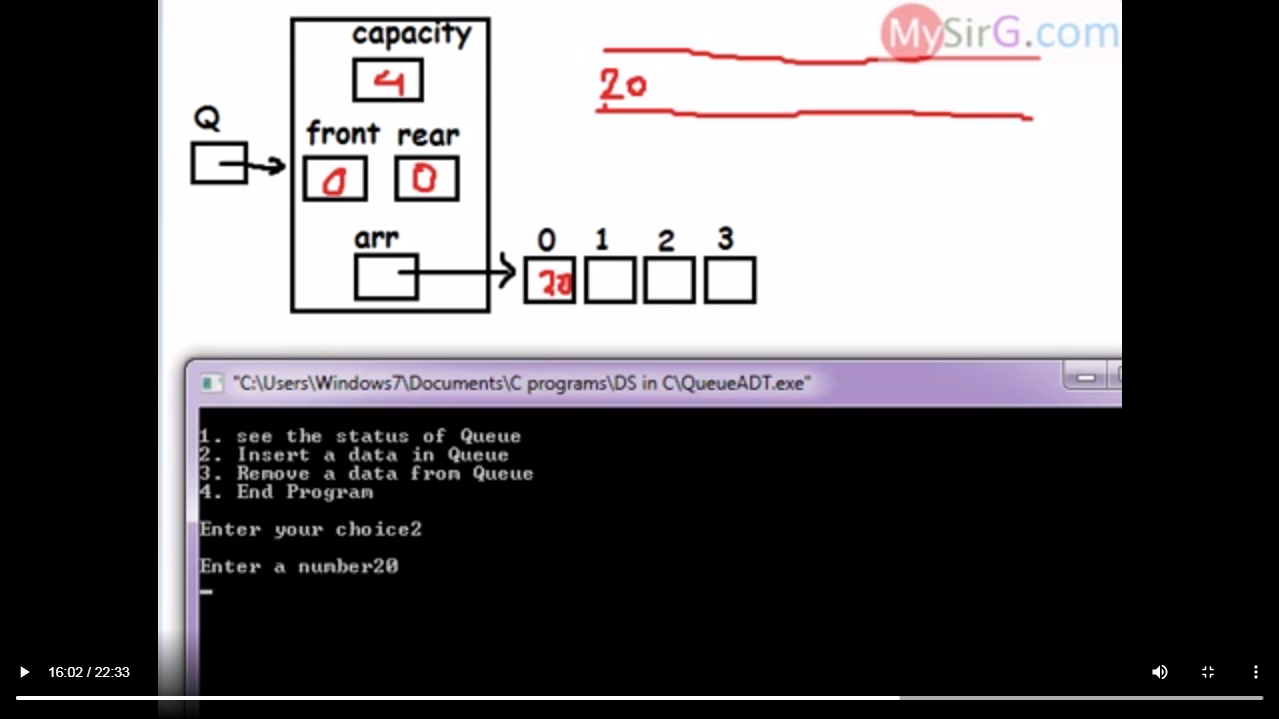 MySirG.com
capacity
4
20
Q
front rear
0 0
arr
0 1 2 3
20
"C:\Users\Windows7\Documents\C programs\DS in C\QueueADT.exe"
1. see the status of Queue
2. Insert a data in Queue
3. Remove a data from Queue
4. End Program
Enter your choice2
Enter a number20
16:02 / 22:33